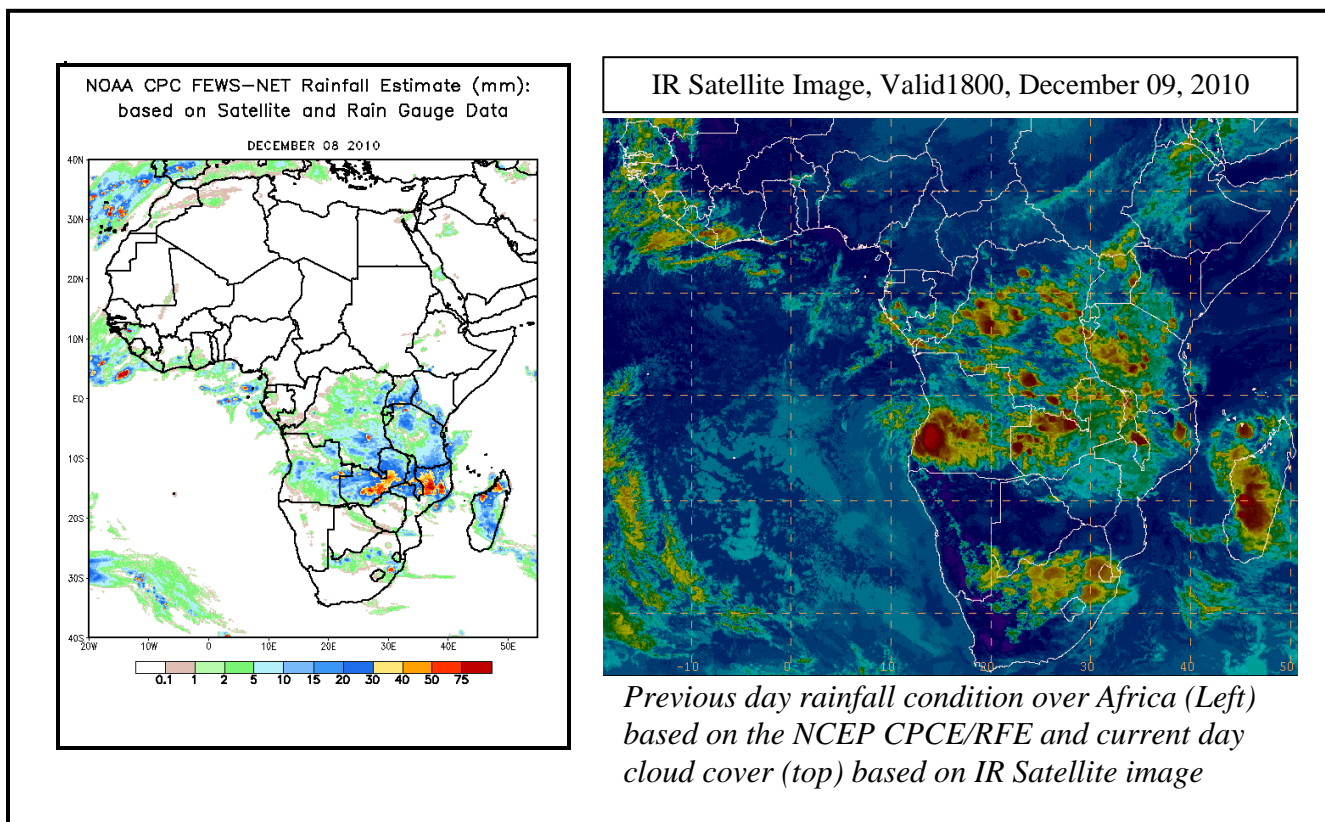 NOAA CPC FEWS-NET Rainfall Estimate (mm):
based on Satellite and Rain Gauge Data
DECEMBER 08 2010
40N
30N
20N
10N
EQ
10S
20S
30S
40S
20W 10W 0 10E 20E 30E 40E 50E
0.1 1 2 5 10 15 20 30 40 50 75
IR Satellite Image, Valid1800, December 09, 2010
-10 0 10 20 30 40 50
Previous day rainfall condition over Africa (Left)
based on the NCEP CPCE/RFE and current day
cloud cover (top) based on IR Satellite image